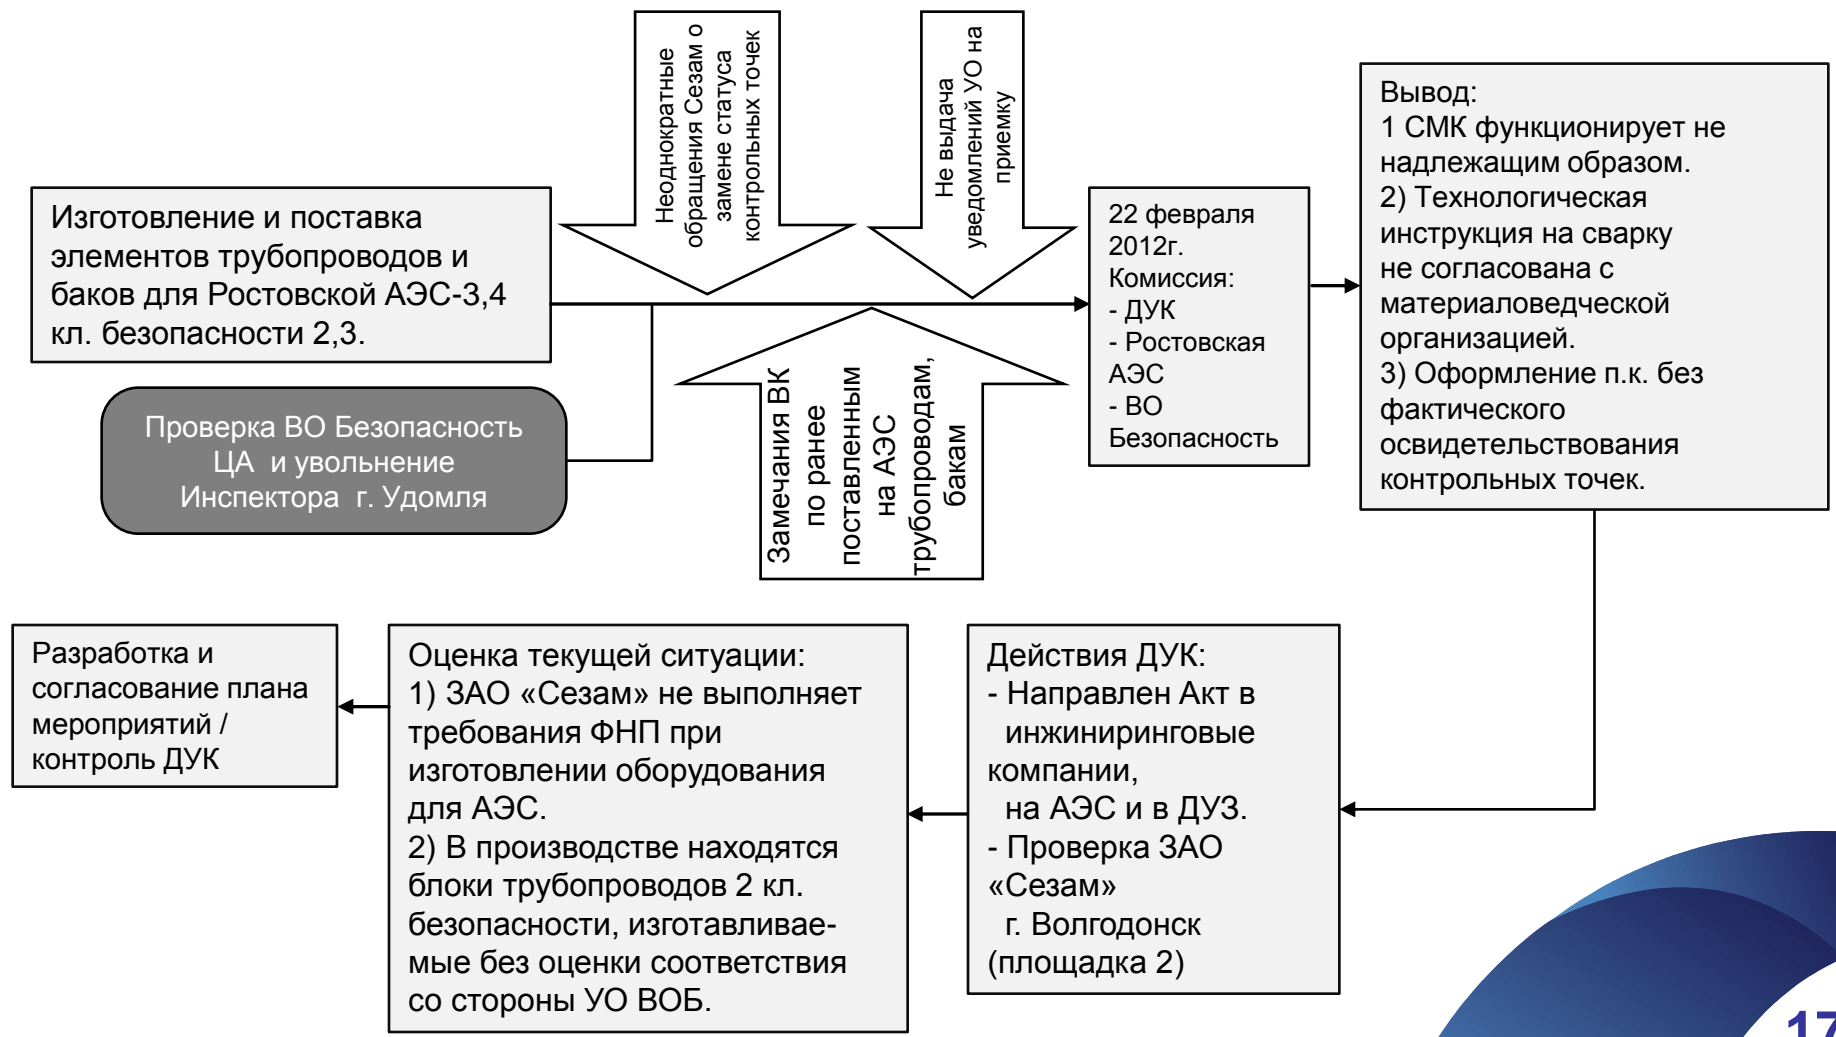 Изготовление и поставка
элементов трубопроводов и
баков для Ростовской АЭС-3,4
кл. безопасности 2,3.
Проверка ВО Безопасность
ЦА и увольнение
Инспектора г. Удомля
Неоднократные
обращения Сезам о
замене статуса
контрольных точек
Не выдача
уведомлений УО на
приемку
Замечания ВК
по ранее
поставленным
на АЭС
трубопроводам,
бакам
22 февраля
2012г.
Комиссия:
- ДУК
- Ростовская
АЭС
- ВО
Безопасность
Вывод:
1 СМК функционирует не
надлежащим образом.
2) Технологическая
инструкция на сварку
не согласована с
материаловедческой
организацией.
3) Оформление п.к. без
фактического
освидетельствования
контрольных точек.
Действия ДУК:
- Направлен Акт в
инжиниринговые
компании,
на АЭС и в ДУЗ.
- Проверка ЗАО
«Сезам»
г. Волгодонск
(площадка 2)
Оценка текущей ситуации:
1) ЗАО «Сезам» не выполняет
требования ФНП при
изготовлении оборудования
для АЭС.
2) В производстве находятся
блоки трубопроводов 2 кл.
безопасности, изготавливае-
мые без оценки соответствия
со стороны УО ВОБ.
Разработка и
согласование плана
мероприятий /
контроль ДУК
17